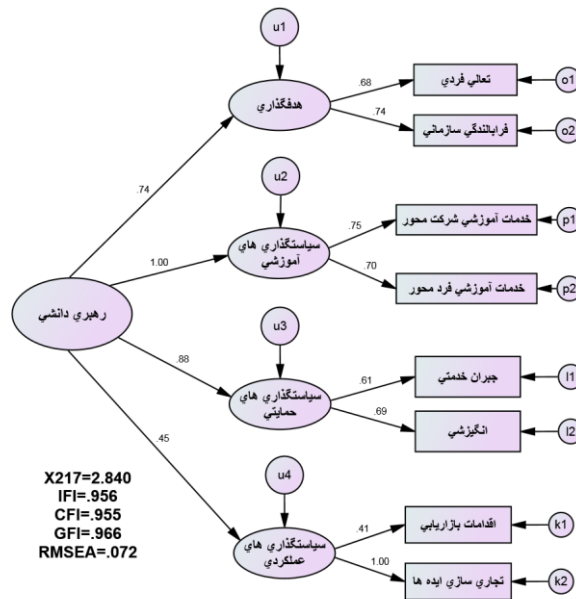 u1
هدفگذاري
.68
تعالي فردي
o1
.74
فرابالندگي سازماني
o2
.74
u2
سياستگذاري هاي
آموزشي
.75
خدمات آموزشي شركت محور
p1
.70
خدمات آموزشي فرد محور
p2
1.00
رهبري دانشي
u3
سياستگذاري هاي
حمايتي
.88
.61
جبران خدمتي
l1
.69
انگيزشي
l2
.45
u4
سياستگذاري هاي
عملكردي
.41
اقدامات بازاريابي
k1
1.00
تجاري سازي ايده ها
k2
X217=2.840
IFI=.956
CFI=.955
GFI=.966
RMSEA=.072